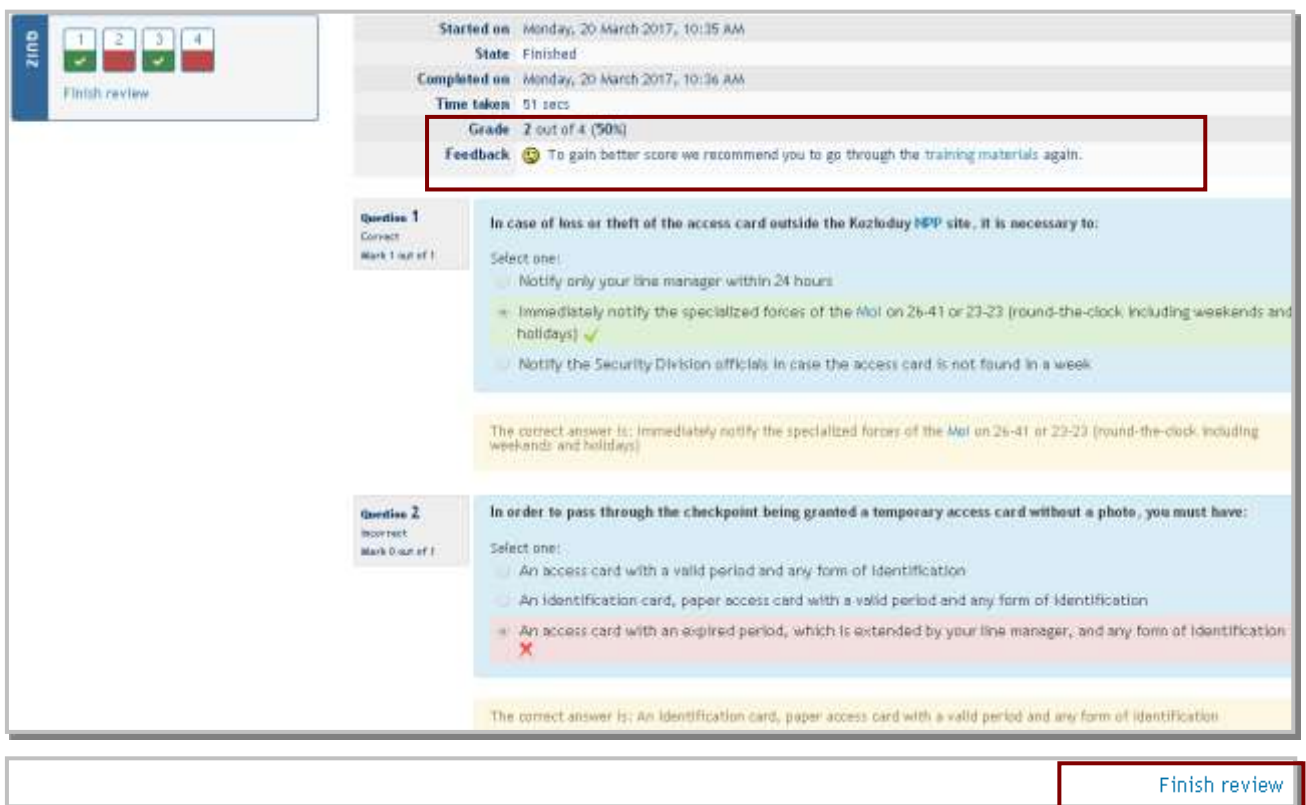 QUIZ
1 2 3 4
Finish review
Started on Monday, 20 March 2017, 10:35 AM
State Finished
Completed on Monday, 20 March 2017, 10:36 AM
Time taken 51 secs
Grade 2 out of 4 (50%)
Feedback To gain better score we recommend you to go through the training materials again.
Question 1
Correct
Mark 1 out of 1
In case of loss or theft of the access card outside the Kozloduy NPP site, it is necessary to:
Select one:
Notify only your line manager within 24 hours
Immediately notify the specialized forces of the MoI on 26-41 or 23-23 (round-the-clock including weekends and
holidays)
Notify the Security Division officials in case the access card is not found in a week
The correct answer is: Immediately notify the specialized forces of the MoI on 26-41 or 23-23 (round-the-clock including
weekends and holidays)
Question 2
Incorrect
Mark 0 out of 1
In order to pass through the checkpoint being granted a temporary access card without a photo, you must have:
Select one:
An access card with a valid period and any form of identification
An identification card, paper access card with a valid period and any form of identification
An access card with an expired period, which is extended by your line manager, and any form of identification
The correct answer is: An identification card, paper access card with a valid period and any form of identification
Finish review